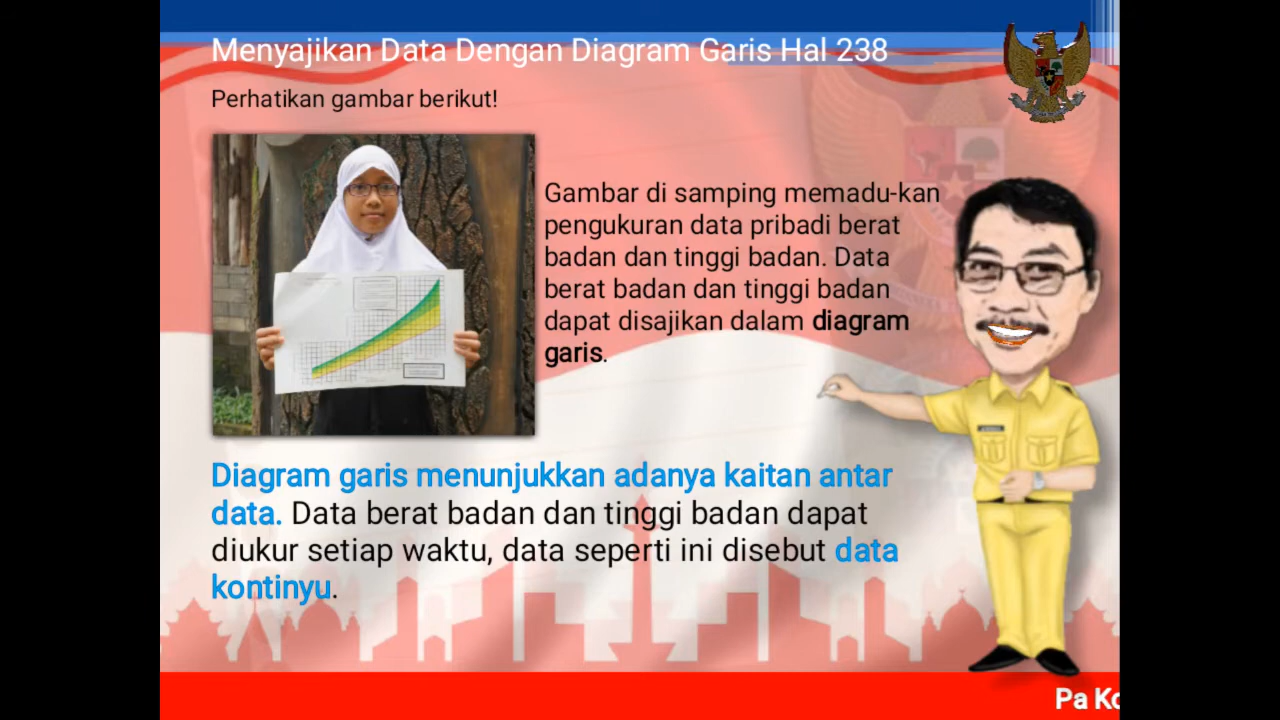 Menyajikan Data Dengan Diagram Garis Hal 238
Perhatikan gambar berikut!
Gambar di samping memadu-kan
pengukuran data pribadi berat
badan dan tinggi badan. Data
berat badan dan tinggi badan
dapat disajikan dalam diagram
garis.
Diagram garis menunjukkan adanya kaitan antar
data. Data berat badan dan tinggi badan dapat
diukur setiap waktu, data seperti ini disebut data
kontinyu.
Pa